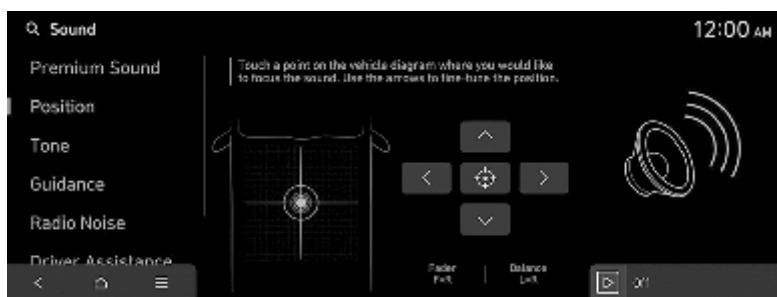 Sound
12:00 AM
Premium Sound
Touch a point on the vehicle diagram where you would like
to focus the sound. Use the arrows to fine-tune the position.
Position
Tone
Guidance
Radio Noise
Driver Assistance
Fader
Balance
F=R
L=R
Off